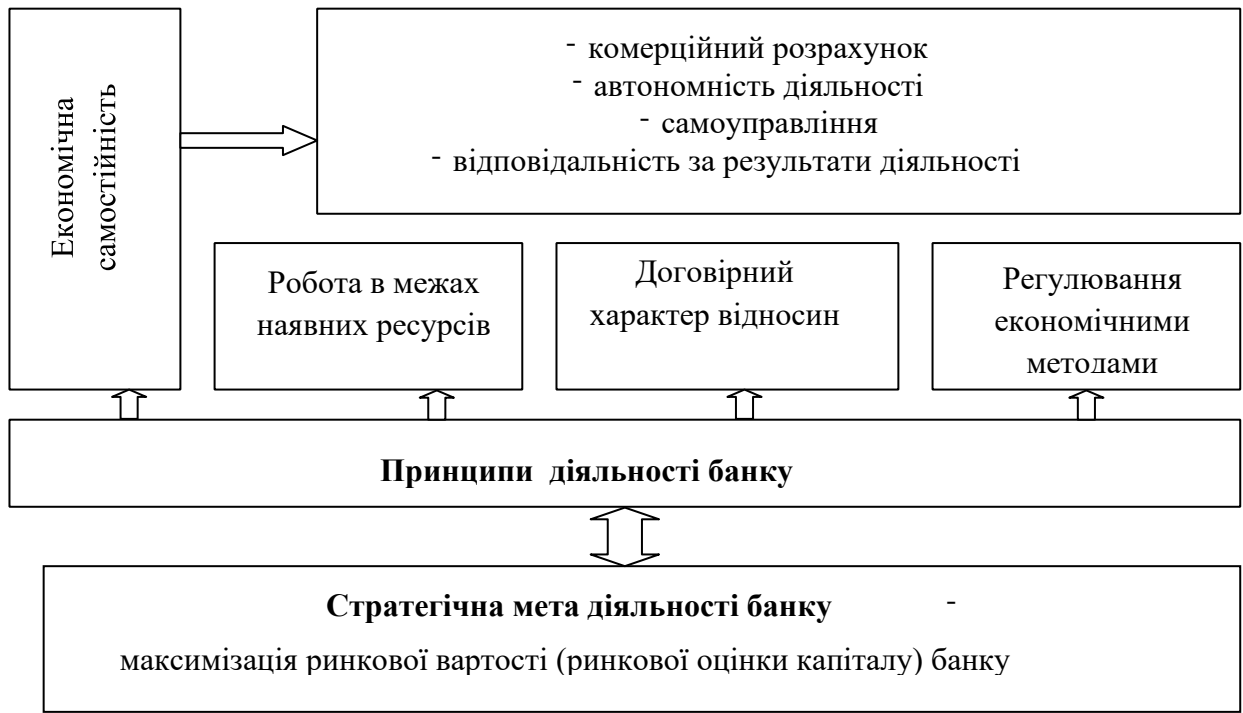 Економічна
самостійність
- комерційний розрахунок
- автономність діяльності
- самоуправління
- відповідальність за результати діяльності
Робота в межах
наявних ресурсів
Договірний
характер відносин
Регулювання
економічними
методами
Принципи діяльності банку
Стратегічна мета діяльності банку -
максимізація ринкової вартості (ринкової оцінки капіталу) банку